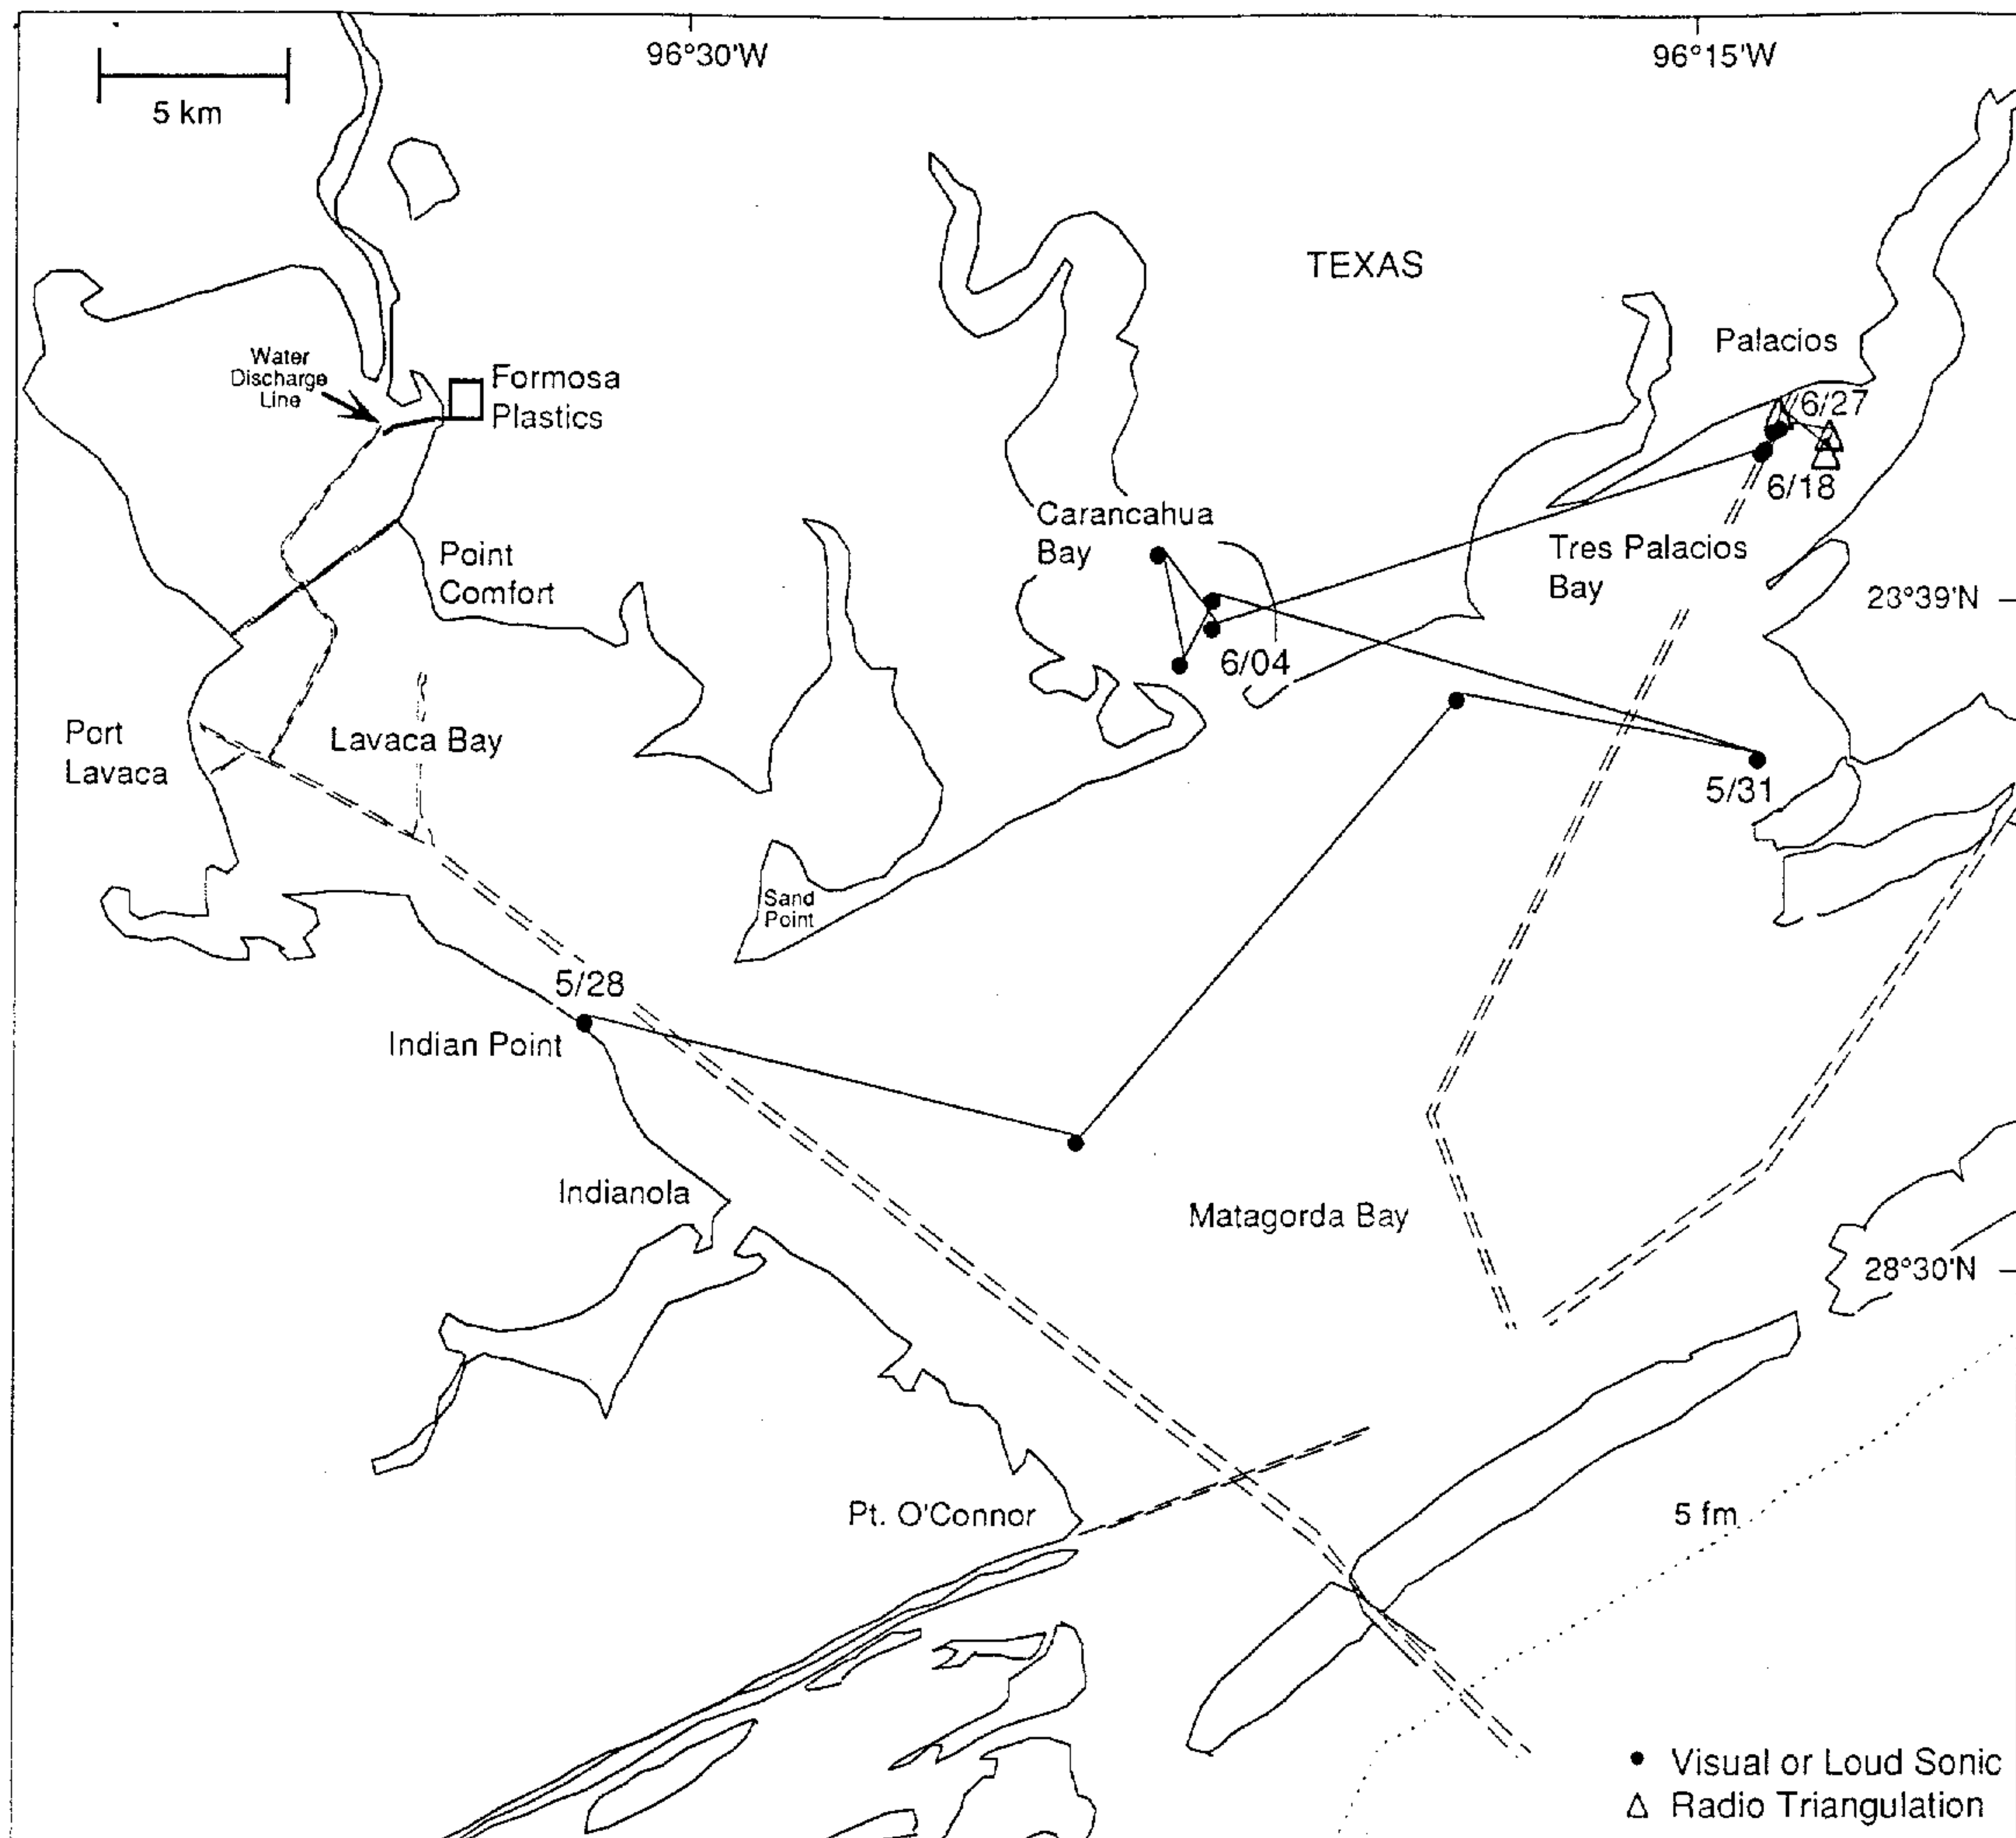 96°30'W
96°15'W
5 km
TEXAS
Palacios
Water
Discharge
Line
Formosa
Plastics
6/27
6/18
Carancahua
Bay
Point
Comfort
Tres Palacios
Bay
23°39'N
6/04
Port
Lavaca
Lavaca Bay
5/31
Sand
Point
5/28
Indian Point
Indianola
Matagorda Bay
28°30'N
Pt. O'Connor
5 fm
Visual or Loud Sonic
Radio Triangulation